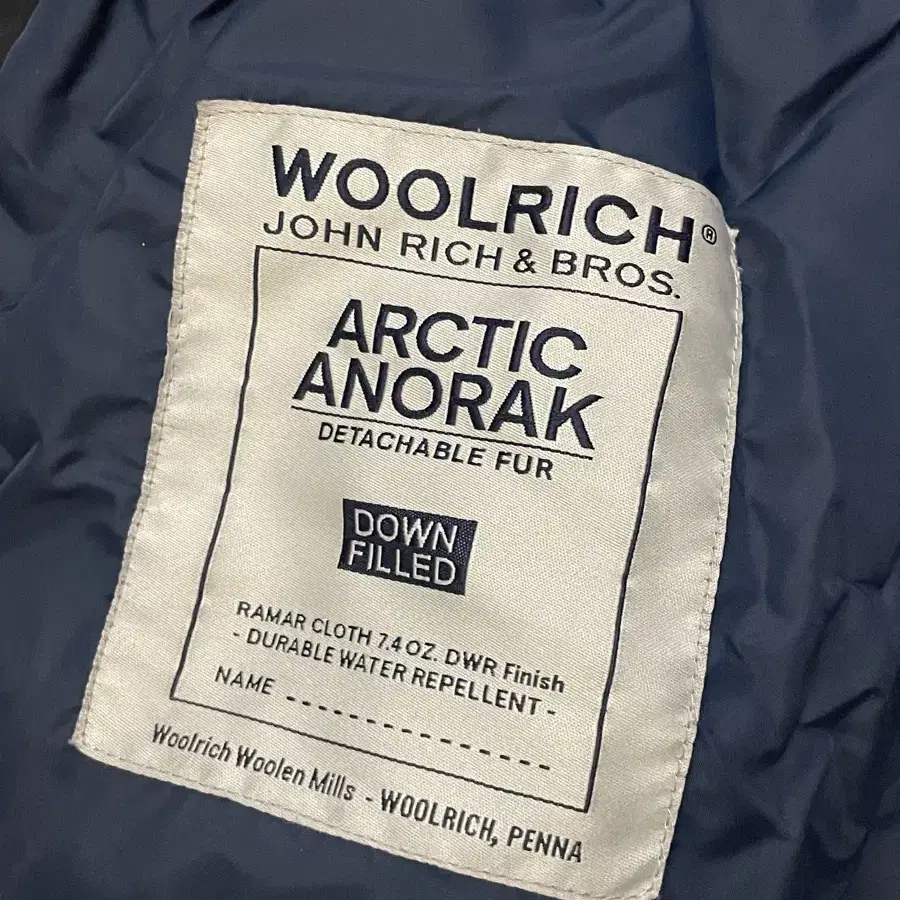 WOOLRICH®
JOHN RICH & BROS.
ARCTIC
ANORAK
DETACHABLE FUR
DOWN
FILLED
RAMAR CLOTH 7.4 OZ. DWR Finish
- DURABLE WATER REPELLENT -
NAME --------------
Woolrich Woolen Mills - WOOLRICH, PENNA